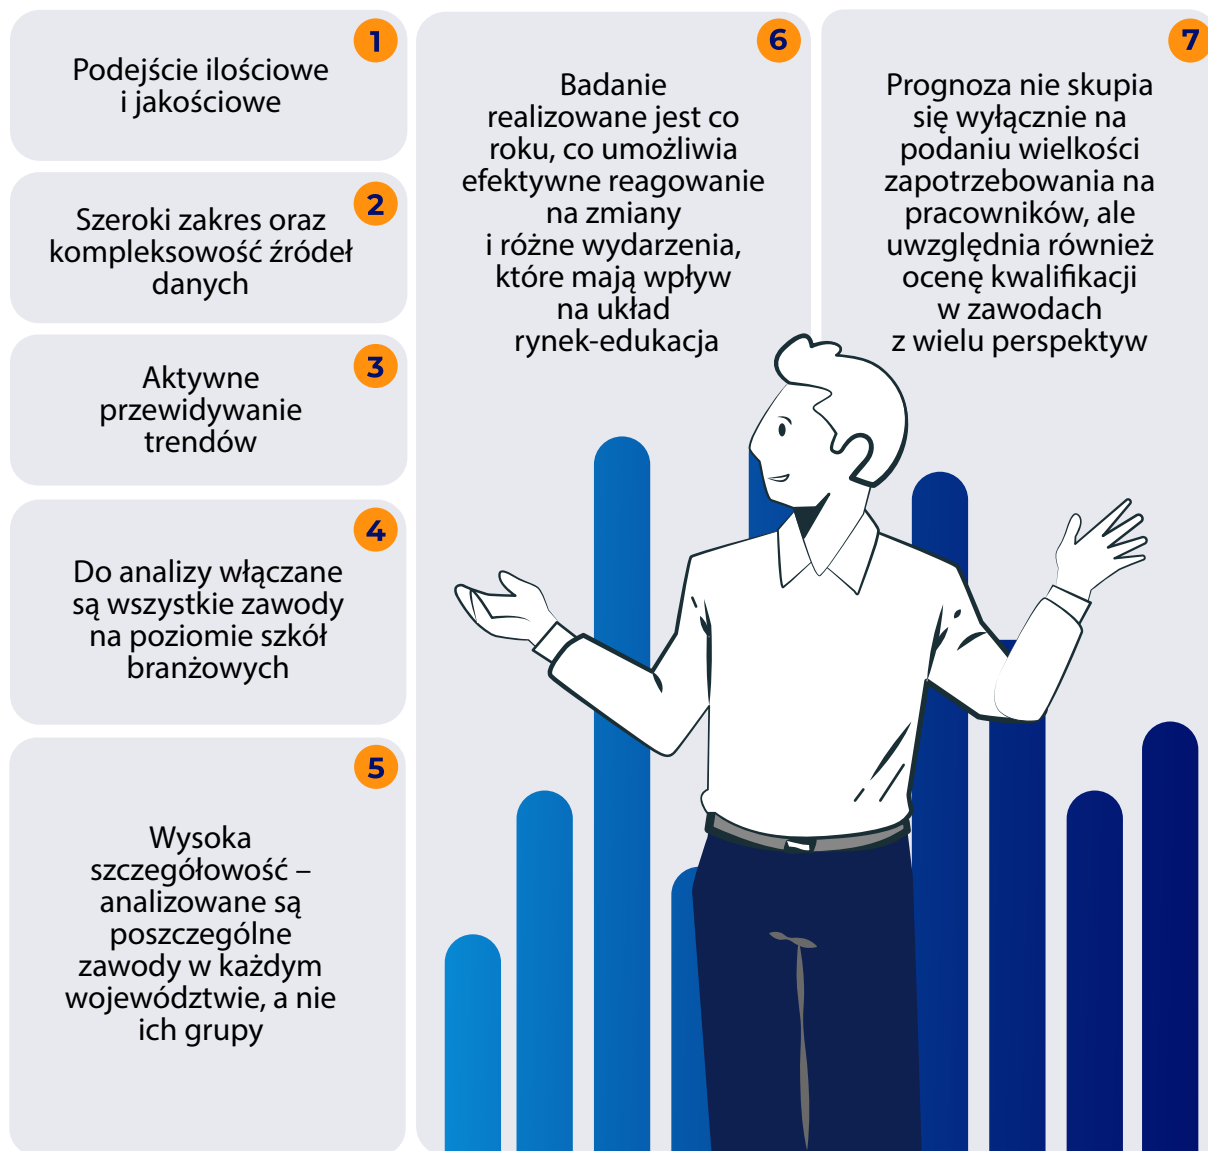 1
Podejście ilościowe
i jakościowe
2
Szeroki zakres oraz
kompleksowość źródeł
danych
3
Aktywne
przewidywanie
trendów
4
Do analizy włączane
są wszystkie zawody
na poziomie szkół
branżowych
5
Wysoka
szczegółowość –
analizowane są
poszczególne
zawody w każdym
województwie, a nie
ich grupy
6
Badanie
realizowane jest co
roku, co umożliwia
efektywne reagowanie
na zmiany
i różne wydarzenia,
które mają wpływ
na układ
rynek-edukacja
7
Prognoza nie skupia
się wyłącznie na
podaniu wielkości
zapotrzebowania na
pracowników, ale
uwzględnia również
ocenę kwalifikacji
w zawodach
z wielu perspektyw